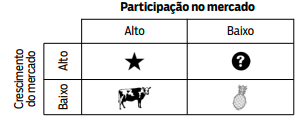 Participação no mercado
Alto
Baixo
Crescimento
do mercado
Alto
?
Baixo